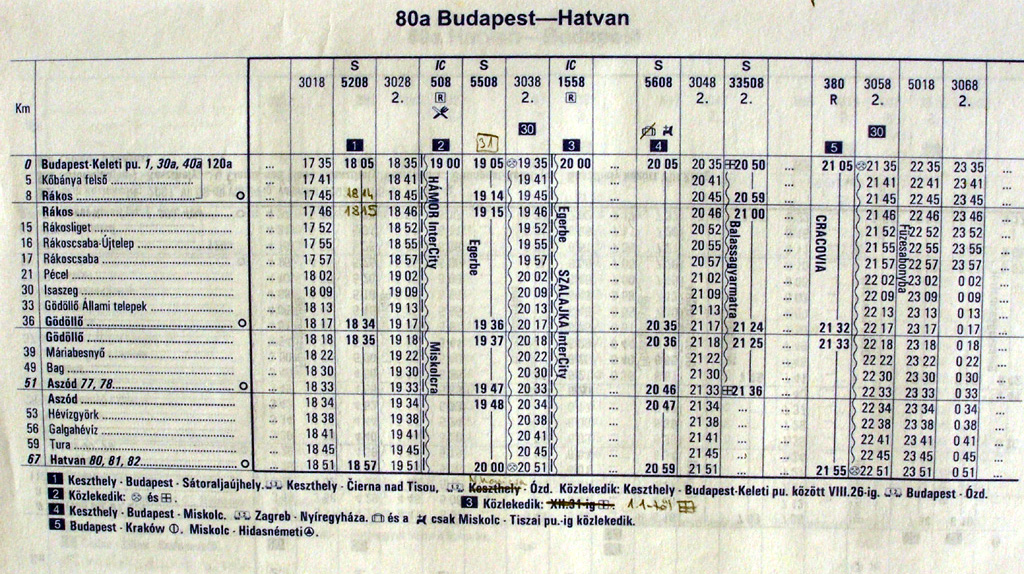 80a Budapest—Hatvan
S IC S IC S S
3018 5208 3028 508 5508 3038 1558 5608 3048 33508 380 3058 5018 3068
2. R 2. R 2. 2. R 2. 2.
Km
31 30 30
1 2 3 4 5
0 Budapest-Keleti pu. 1, 30a, 40a 120a ... 17 35 18 05 18 35 19 00 19 05 19 35 20 00 ... 20 05 20 35 20 50 ... 21 05 21 35 22 35 23 35 ...
5 Kőbánya felső ... 17 41 18 41 19 41 ... 20 41 ... 21 41 22 41 23 41 ...
8 Rákos ... 17 45 1814 18 45 19 14 19 45 ... 20 45 20 59 ... 21 45 22 45 23 45 ...
Rákos ... 17 46 1815 18 46 19 15 19 46 ... 20 46 21 00 ... 21 46 22 46 23 46 ...
15 Rákosliget ... 17 52 18 52 19 52 ... 20 52 ... 21 52 22 52 23 52 ...
16 Rákoscsaba-Újtelep ... 17 55 18 55 19 55 ... 20 55 ... 21 55 22 55 23 55 ...
17 Rákoscsaba ... 17 57 18 57 19 57 ... 20 57 ... 21 57 22 57 23 57 ...
21 Pécel ... 18 02 19 02 20 02 ... 21 02 ... 22 02 23 02 0 02 ...
30 Isaszeg ... 18 09 19 09 20 09 ... 21 09 ... 22 09 23 09 0 09 ...
33 Gödöllő Állami telepek ... 18 13 19 13 20 13 ... 21 13 ... 22 13 23 13 0 13 ...
36 Gödöllő ... 18 17 18 34 19 17 19 36 20 17 ... 20 35 21 17 21 24 ... 21 32 22 17 23 17 0 17 ...
Gödöllő ... 18 18 18 35 19 18 19 37 20 18 ... 20 36 21 18 21 25 ... 21 33 22 18 23 18 0 18 ...
39 Máriabesnyő ... 18 22 19 22 20 22 ... 21 22 ... 22 22 23 22 0 22 ...
49 Bag ... 18 30 19 30 20 30 ... 21 30 ... 22 30 23 30 0 30 ...
51 Aszód 77, 78 ... 18 33 19 33 19 47 20 33 ... 20 46 21 33 21 36 ... 22 33 23 33 0 33 ...
Aszód ... 18 34 19 34 19 48 20 34 ... 20 47 21 34 ... ... 22 34 23 34 0 34 ...
53 Hévízgyörk ... 18 38 19 38 20 38 ... 21 38 ... ... 22 38 23 38 0 38 ...
56 Galgahévíz ... 18 41 19 41 20 41 ... 21 41 ... ... 22 41 23 41 0 41 ...
59 Tura ... 18 45 19 45 20 45 ... 21 45 ... ... 22 45 23 45 0 45 ...
67 Hatvan 80, 81, 82 ... 18 51 18 57 19 51 20 00 20 51 ... 20 59 21 51 ... ... 21 55 22 51 23 51 0 51 ...
HÁMOR InterCity
Miskolcra
Egerbe
Egerbe
SZALAJKA InterCity
Balassagyarmatra
CRACOVIA
Füzesabonyba
1 Keszthely - Budapest - Sátoraljaújhely. Keszthely - Čierna nad Tisou, Keszthely - Ózd. Közlekedik: Keszthely - Budapest-Keleti pu. között VIII.26-ig. Budapest - Ózd.
2 Közlekedik: és . 3 Közlekedik: XII.31-ig 1.1-től
4 Keszthely - Budapest - Miskolc. Zagreb - Nyíregyháza. és a csak Miskolc - Tiszai pu.-ig közlekedik.
5 Budapest - Kraków ①. Miskolc - Hidasnémeti